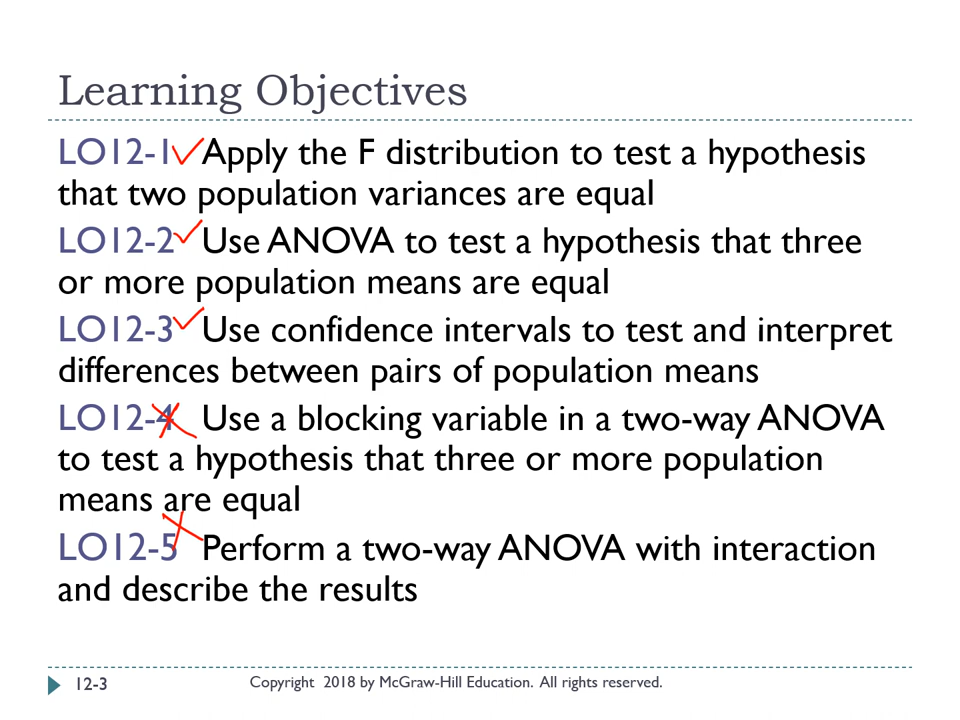 Learning Objectives
LO12-1 Apply the F distribution to test a hypothesis
that two population variances are equal
LO12-2 Use ANOVA to test a hypothesis that three
or more population means are equal
LO12-3 Use confidence intervals to test and interpret
differences between pairs of population means
LO12-4 Use a blocking variable in a two-way ANOVA
to test a hypothesis that three or more population
means are equal
LO12-5 Perform a two-way ANOVA with interaction
and describe the results
12-3 Copyright 2018 by McGraw-Hill Education. All rights reserved.